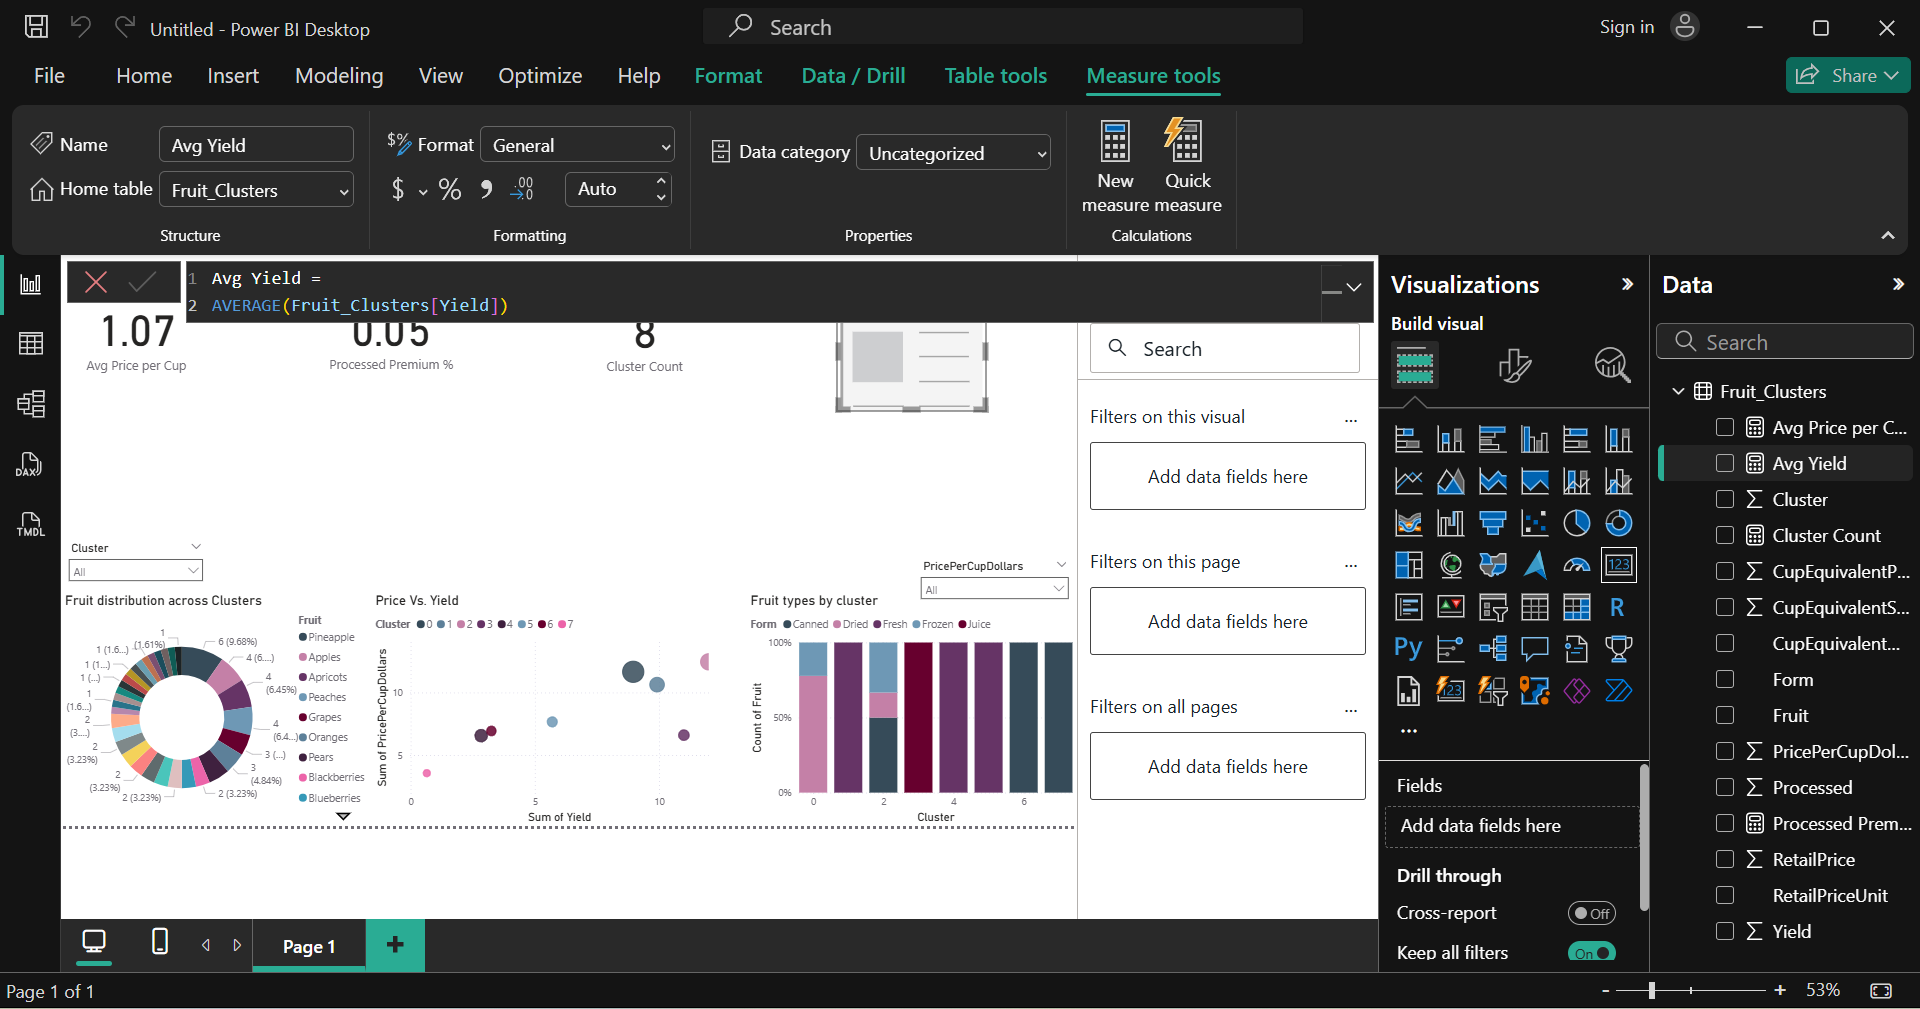 Untitled - Power BI Desktop
Search
Sign in
File Home Insert Modeling View Optimize Help Format Data / Drill Table tools Measure tools
Share
Name Avg Yield
Home table Fruit_Clusters
Structure
$% Format General
$ % , .00 .0 Auto
Formatting
Data category Uncategorized
Properties
New measure
Quick measure
Calculations
1 Avg Yield =
2 AVERAGE(Fruit_Clusters[Yield])
1.07
Avg Price per Cup
0.05
Processed Premium %
8
Cluster Count
DAX
TMDL
Cluster
All
PricePerCupDollars
All
Fruit distribution across Clusters
1
1 (1.6...) (1.61%)
1 (1...)
1 (...)
1
(1.6...)
2
(3....)
2
(3.23%)
2
(3.23%)
2 (3.23%)
2 (3.23%)
3
(4.84%)
3 (...)
4
(6.4...)
4
(6.45%)
4 (6....)
6 (9.68%)
Fruit
Pineapple
Apples
Apricots
Peaches
Grapes
Oranges
Pears
Blackberries
Blueberries
Price Vs. Yield
Cluster 0 1 2 3 4 5 6 7
Sum of PricePerCupDollars
10
5
0 5 10
Sum of Yield
Fruit types by cluster
Form Canned Dried Fresh Frozen Juice
Count of Fruit
100%
50%
0%
0 2 4 6
Cluster
Search
Filters on this visual ...
Add data fields here
Filters on this page ...
Add data fields here
Filters on all pages ...
Add data fields here
Visualizations
Build visual
123
R
Py
123
...
Fields
Add data fields here
Drill through
Cross-report Off
Keep all filters On
Data
Search
Fruit_Clusters
Avg Price per C...
Avg Yield
Cluster
Cluster Count
CupEquivalentP...
CupEquivalentS...
CupEquivalent...
Form
Fruit
PricePerCupDol...
Processed
Processed Prem...
RetailPrice
RetailPriceUnit
Yield
Page 1
+
Page 1 of 1
- + 53%